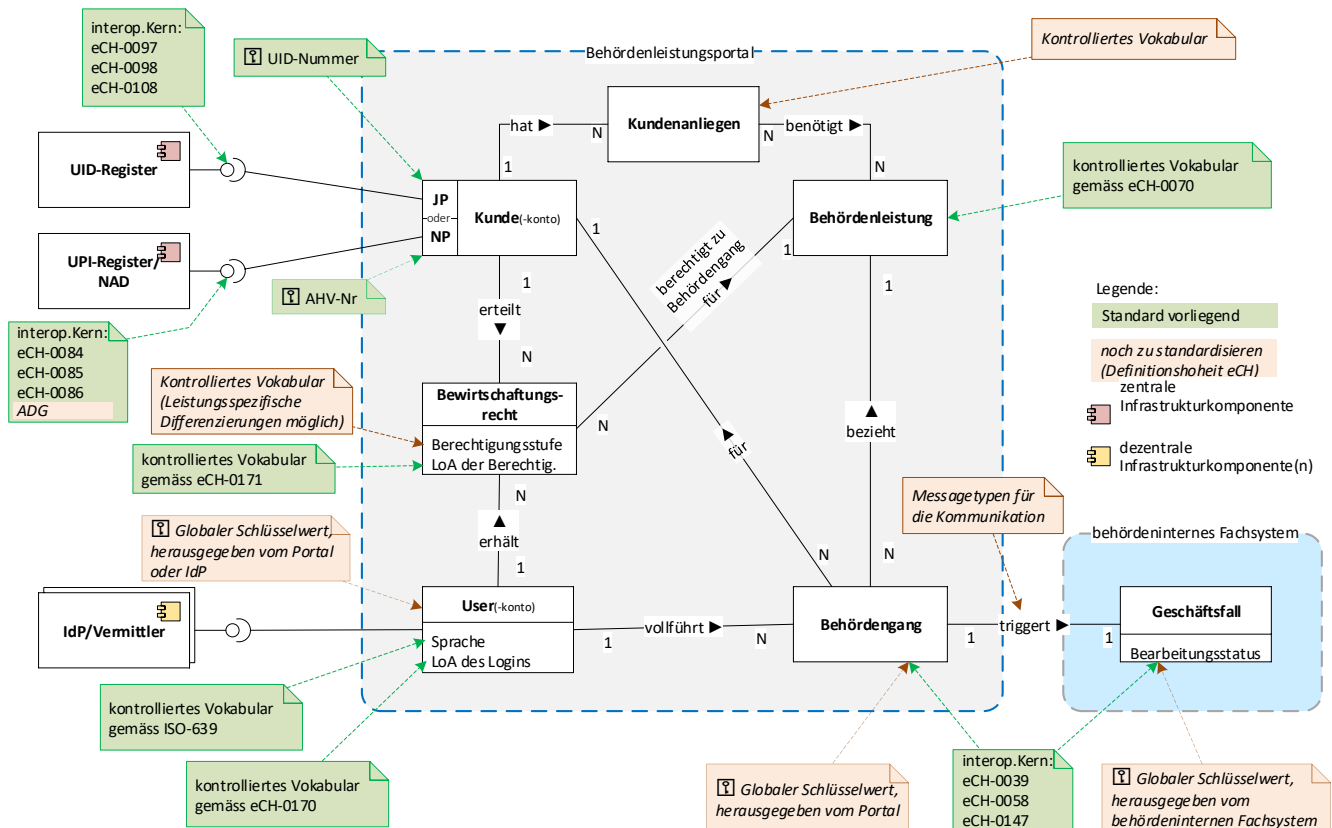 interop.Kern:
eCH-0097
eCH-0098
eCH-0108
UID-Nummer
Behördenleistungsportal
Kontrolliertes Vokabular
UID-Register
hat ►
N
Kundenanliegen
N
benötigt ►
1
N
JP
oder
NP
Kunde(-konto)
1
Behördenleistung
1
1
kontrolliertes Vokabular
gemäss eCH-0070
UPI-Register/
NAD
AHV-Nr
1
erteilt
▼
N
berechtigt zu
Behördengang
für ►
interop.Kern:
eCH-0084
eCH-0085
eCH-0086
ADG
Legende:
Standard vorliegend
noch zu standardisieren
(Definitionshoheit eCH)
zentrale
Infrastrukturkomponente
dezentrale
Infrastrukturkomponente(n)
Kontrolliertes Vokabular
(Leistungsspezifische
Differenzierungen möglich)
Bewirtschaftungs-
recht
Berechtigungsstufe
LoA der Berechtig.
N
kontrolliertes Vokabular
gemäss eCH-0171
▲
bezieht
◄
für
N
▲
erhält
1
Globaler Schlüsselwert,
herausgegeben vom Portal
oder IdP
N
N
Messagetypen für
die Kommunikation
behördeninternes Fachsystem
IdP/Vermittler
User(-konto)
Sprache
LoA des Logins
1
vollführt ►
N
Behördengang
1
triggert ►
1
Geschäftsfall
Bearbeitungsstatus
kontrolliertes Vokabular
gemäss ISO-639
kontrolliertes Vokabular
gemäss eCH-0170
Globaler Schlüsselwert,
herausgegeben vom Portal
interop.Kern:
eCH-0039
eCH-0058
eCH-0147
Globaler Schlüsselwert,
herausgegeben vom
behördeninternen Fachsystem